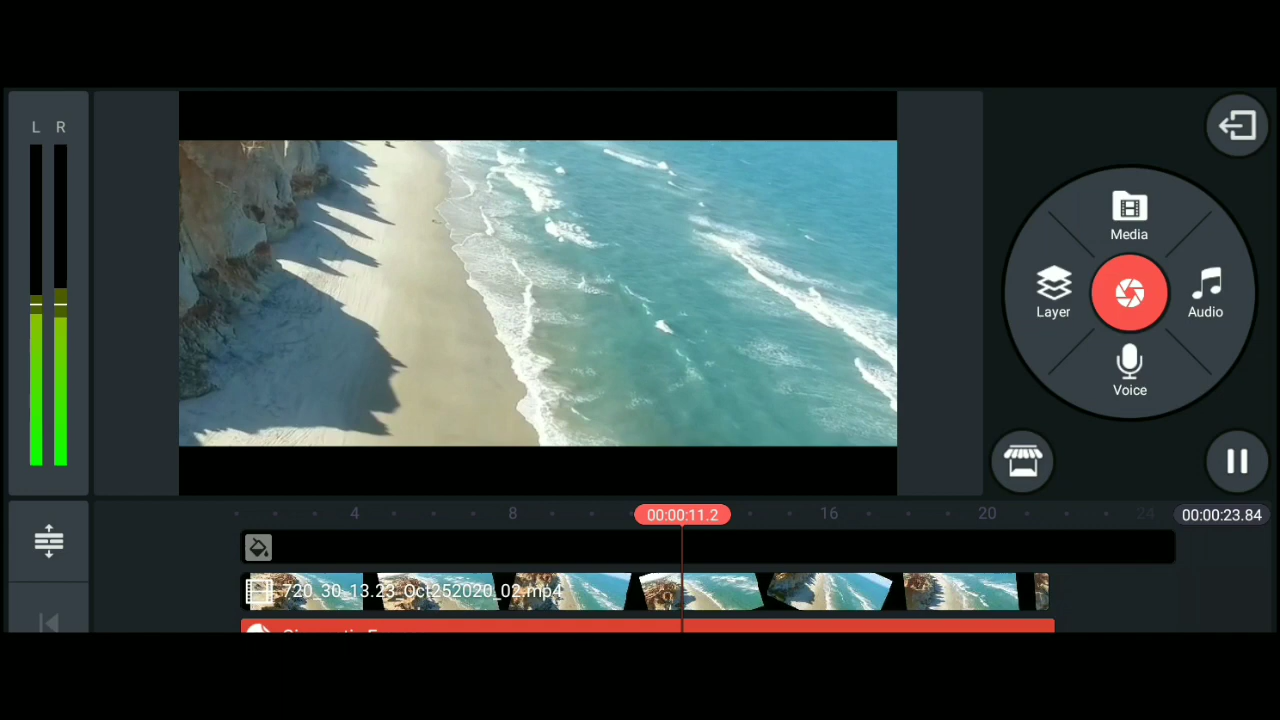 L R
Media
Layer
Audio
Voice
4
8
00:00:11.2
16
20
24
00:00:23.84
720_30_13.23_Oct252020_02.mp4